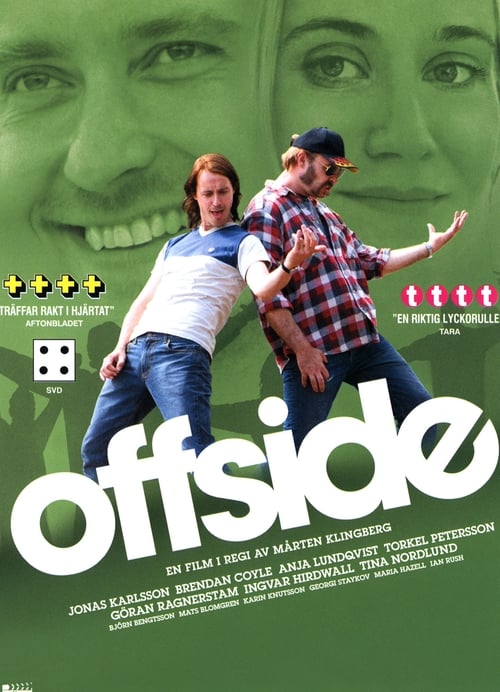 ++++
TRÄFFAR RAKT I HJÄRTAT"
AFTONBLADET
SVD
tttt
"EN RIKTIG LYCKORULLE
TARA
offside
EN FILM I REGI AV MÅRTEN KLINGBERG
JONAS KARLSSON BRENDAN COYLE ANJA LUNDQVIST TORKEL PETERSSON
GÖRAN RAGNERSTAM INGVAR HIRDWALL TINA NORDLUND
BJÖRN BENGTSSON MATS BLOMGREN KARIN KNUTSSON GEORGI STAYKOV MARIA HAZELL IAN RUSH